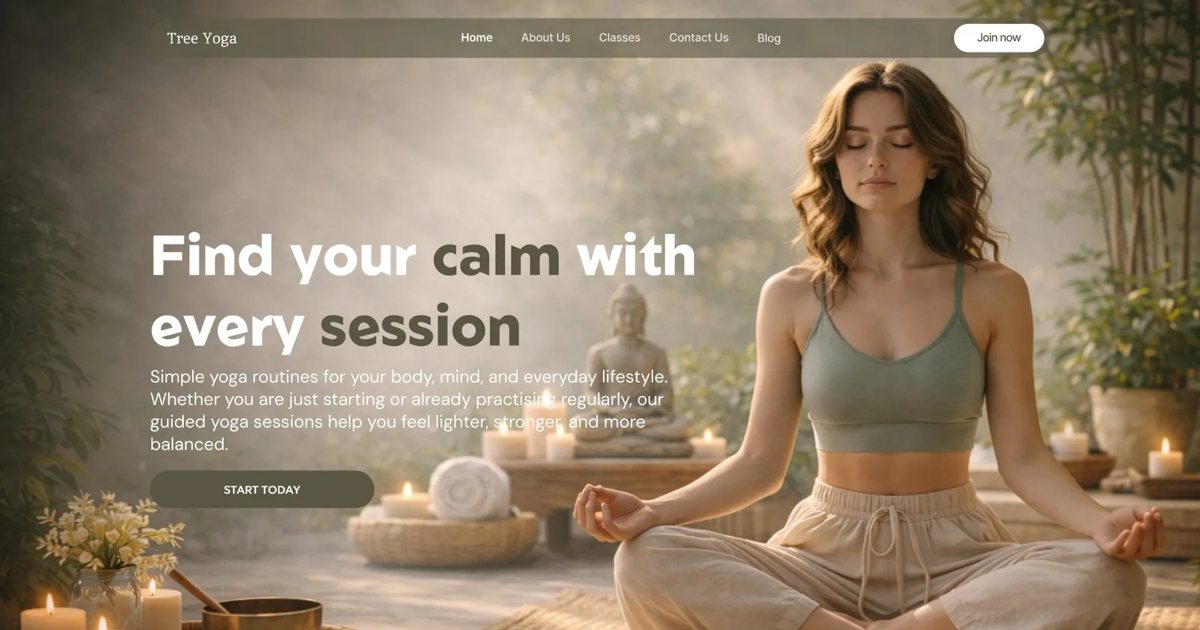 Tree Yoga
Home
About Us
Classes
Contact Us
Blog
Join now
Find your calm with
every session
Simple yoga routines for your body, mind, and everyday lifestyle.
Whether you are just starting or already practising regularly, our
guided yoga sessions help you feel lighter, stronger, and more
balanced.
START TODAY